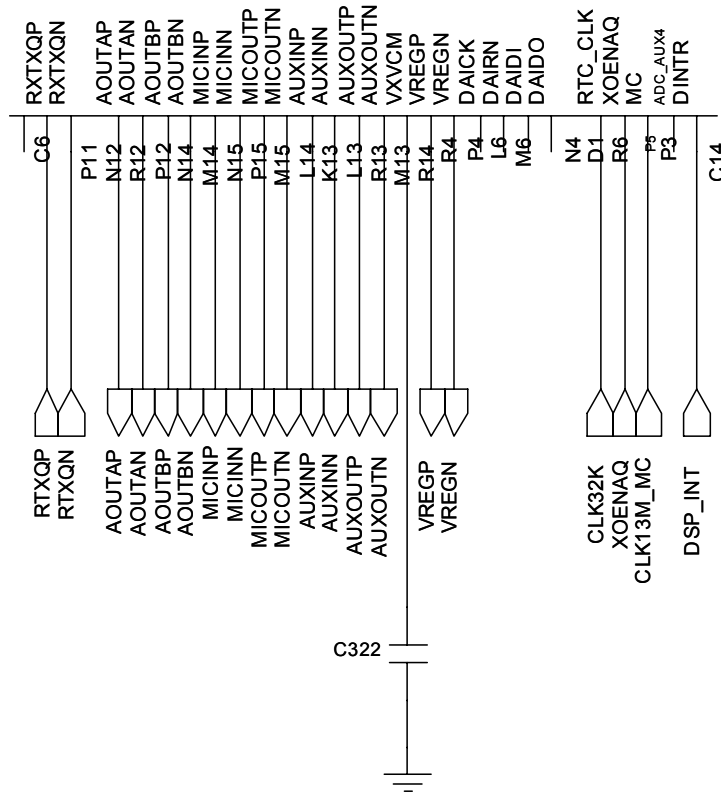 RXTXQP
RXTXQN
AOUTAP
AOUTAN
AOUTBP
AOUTBN
MICINP
MICINN
MICOUTP
MICOUTN
AUXINP
AUXINN
AUXOUTP
AUXOUTN
VXVCM
VREGP
VREGN
DAICK
DAIRN
DAIDI
DAIDO
RTC_CLK
XOENAQ
MC
ADC_AUX4
DINTR
C6
P11
N12
R12
P12
N14
M14
N15
P15
M15
L14
K13
L13
R13
M13
R14
R4
P4
L6
M6
N4
D1
R6
P5
P3
C14
RTXQP
RTXQN
AOUTAP
AOUTAN
AOUTBP
AOUTBN
MICINP
MICINN
MICOUTP
MICOUTN
AUXINP
AUXINN
AUXOUTP
AUXOUTN
VREGP
VREGN
CLK32K
XOENAQ
CLK13M_MC
DSP_INT
C322